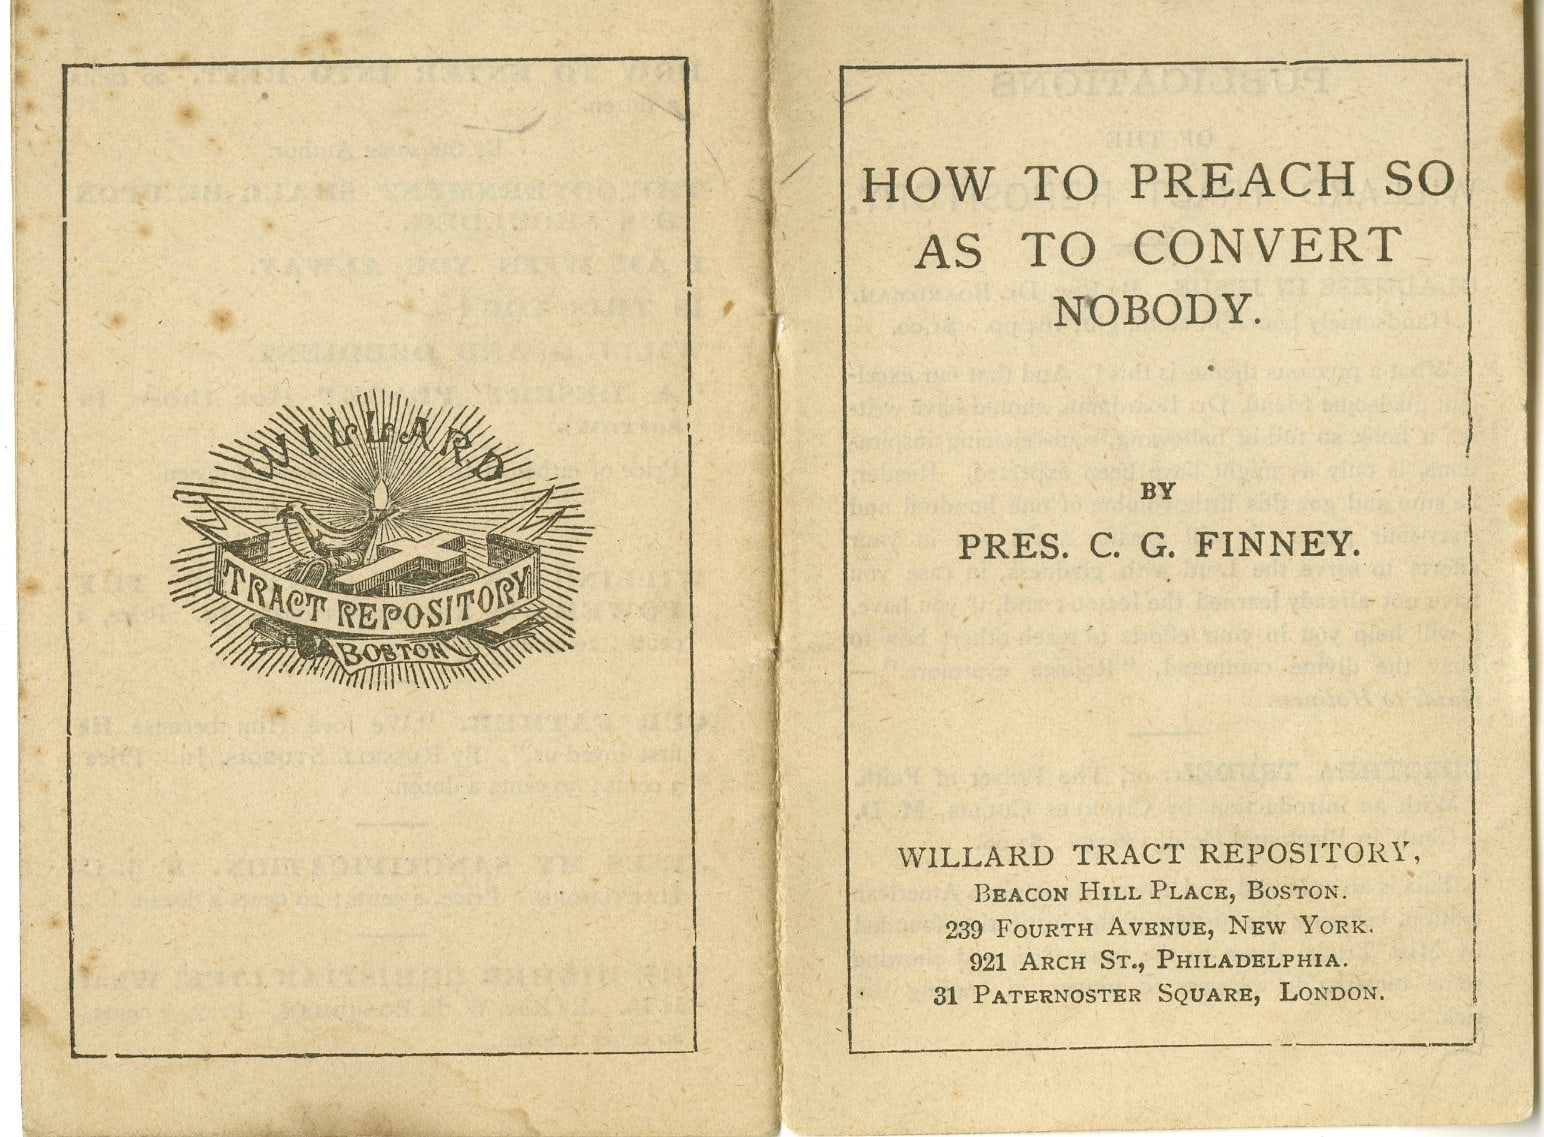 WILLARD
TRACT REPOSITORY
BOSTON
HOW TO PREACH SO
AS TO CONVERT
NOBODY.
BY
PRES. C. G. FINNEY.
WILLARD TRACT REPOSITORY,
BEACON HILL PLACE, BOSTON.
239 FOURTH AVENUE, NEW YORK.
921 ARCH ST., PHILADELPHIA.
31 PATERNOSTER SQUARE, LONDON.